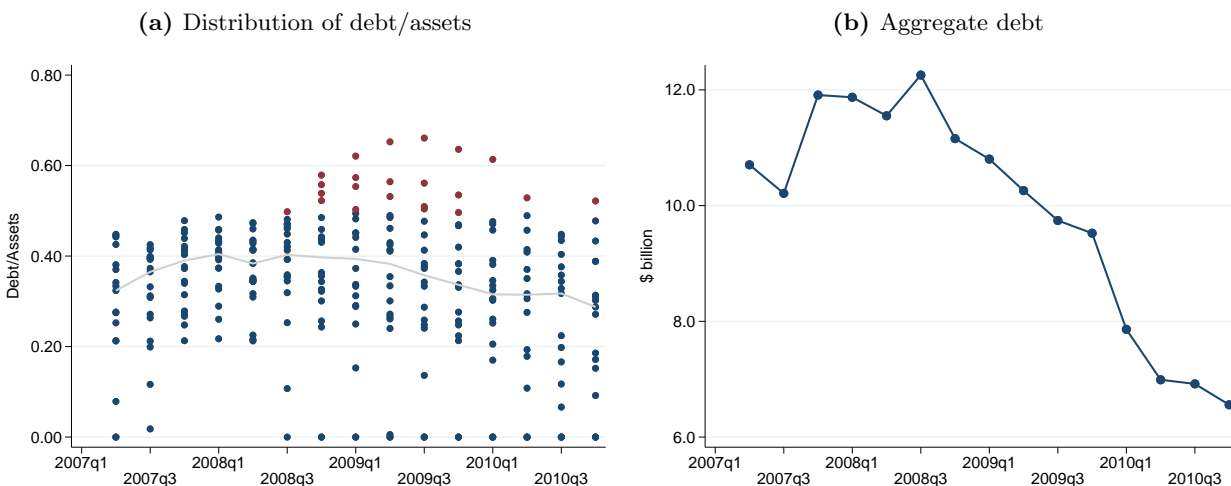 (a) Distribution of debt/assets
Debt/Assets
0.80
0.60
0.40
0.20
0.00
2007q1 2008q1 2009q1 2010q1
2007q3 2008q3 2009q3 2010q3
(b) Aggregate debt
$ billion
12.0
10.0
8.0
6.0
2007q1 2008q1 2009q1 2010q1
2007q3 2008q3 2009q3 2010q3